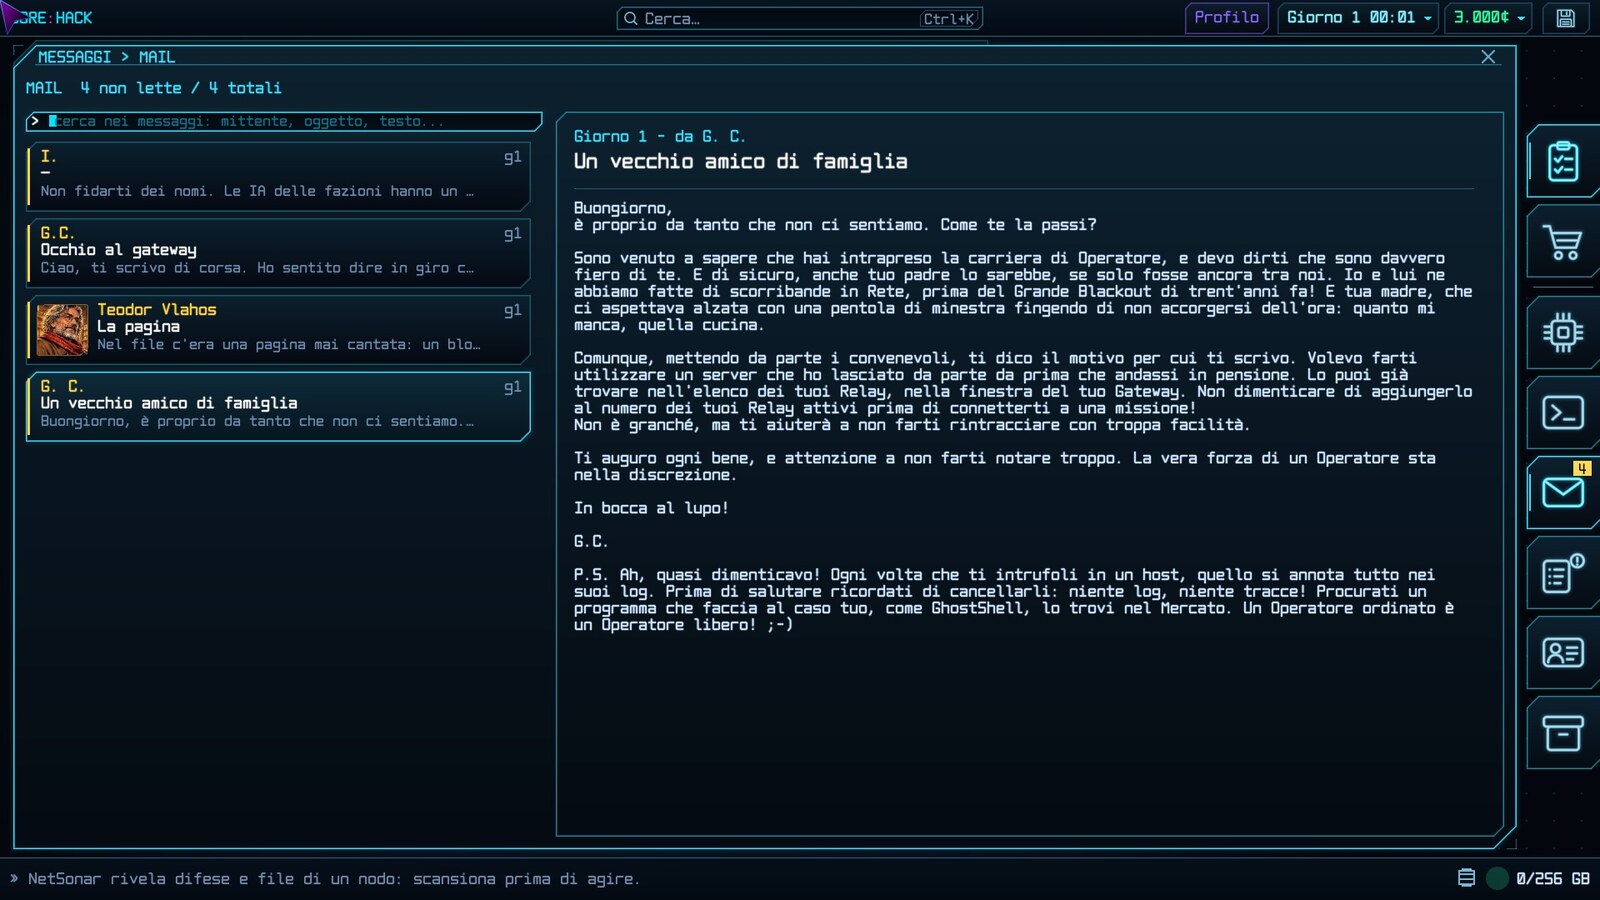 CORE:HACK
Cerca…
Ctrl+K
Profilo
Giorno 1 00:01
3.000¢
MESSAGGI > MAIL
MAIL 4 non lette / 4 totali
> cerca nei messaggi: mittente, oggetto, testo...
I.
g1
—
Non fidarti dei nomi. Le IA delle fazioni hanno un …
G.C.
g1
Occhio al gateway
Ciao, ti scrivo di corsa. Ho sentito dire in giro c…
Teodor Vlahos
g1
La pagina
Nel file c'era una pagina mai cantata: un blo…
G. C.
g1
Un vecchio amico di famiglia
Buongiorno, è proprio da tanto che non ci sentiamo.…
Giorno 1 - da G. C.
Un vecchio amico di famiglia
Buongiorno,
è proprio da tanto che non ci sentiamo. Come te la passi?
Sono venuto a sapere che hai intrapreso la carriera di Operatore, e devo dirti che sono davvero
fiero di te. E di sicuro, anche tuo padre lo sarebbe, se solo fosse ancora tra noi. Io e lui ne
abbiamo fatte di scorribande in Rete, prima del Grande Blackout di trent'anni fa! E tua madre, che
ci aspettava alzata con una pentola di minestra fingendo di non accorgersi dell'ora: quanto mi
manca, quella cucina.
Comunque, mettendo da parte i convenevoli, ti dico il motivo per cui ti scrivo. Volevo farti
utilizzare un server che ho lasciato da parte da prima che andassi in pensione. Lo puoi già
trovare nell'elenco dei tuoi Relay, nella finestra del tuo Gateway. Non dimenticare di aggiungerlo
al numero dei tuoi Relay attivi prima di connetterti a una missione!
Non è granché, ma ti aiuterà a non farti rintracciare con troppa facilità.
Ti auguro ogni bene, e attenzione a non farti notare troppo. La vera forza di un Operatore sta
nella discrezione.
In bocca al lupo!
G.C.
P.S. Ah, quasi dimenticavo! Ogni volta che ti intrufoli in un host, quello si annota tutto nei
suoi log. Prima di salutare ricordati di cancellarli: niente log, niente tracce! Procurati un
programma che faccia al caso tuo, come GhostShell, lo trovi nel Mercato. Un Operatore ordinato è
un Operatore libero! ;-)
4
» NetSonar rivela difese e file di un nodo: scansiona prima di agire.
0/256 GB